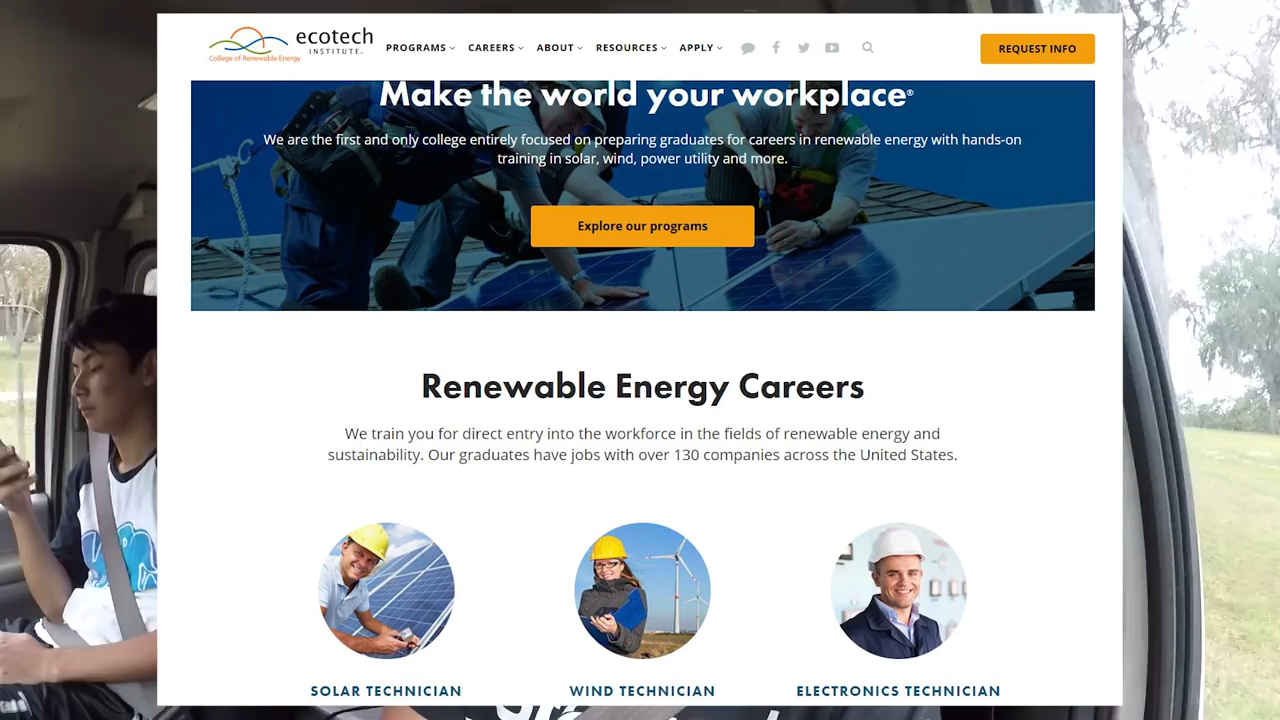 ecotech
INSTITUTE
College of Renewable Energy
PROGRAMS CAREERS ABOUT RESOURCES APPLY
REQUEST INFO
Make the world your workplace®
We are the first and only college entirely focused on preparing graduates for careers in renewable energy with hands-on
training in solar, wind, power utility and more.
Explore our programs
Renewable Energy Careers
We train you for direct entry into the workforce in the fields of renewable energy and
sustainability. Our graduates have jobs with over 130 companies across the United States.
SOLAR TECHNICIAN WIND TECHNICIAN ELECTRONICS TECHNICIAN